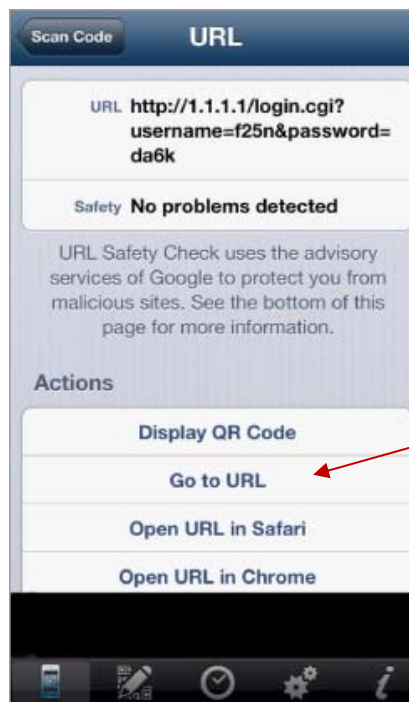 Scan Code
URL
URL http://1.1.1.1/login.cgi?
username=f25n&password=
da6k
Safety No problems detected
URL Safety Check uses the advisory
services of Google to protect you from
malicious sites. See the bottom of this
page for more information.
Actions
Display QR Code
Go to URL
Open URL in Safari
Open URL in Chrome